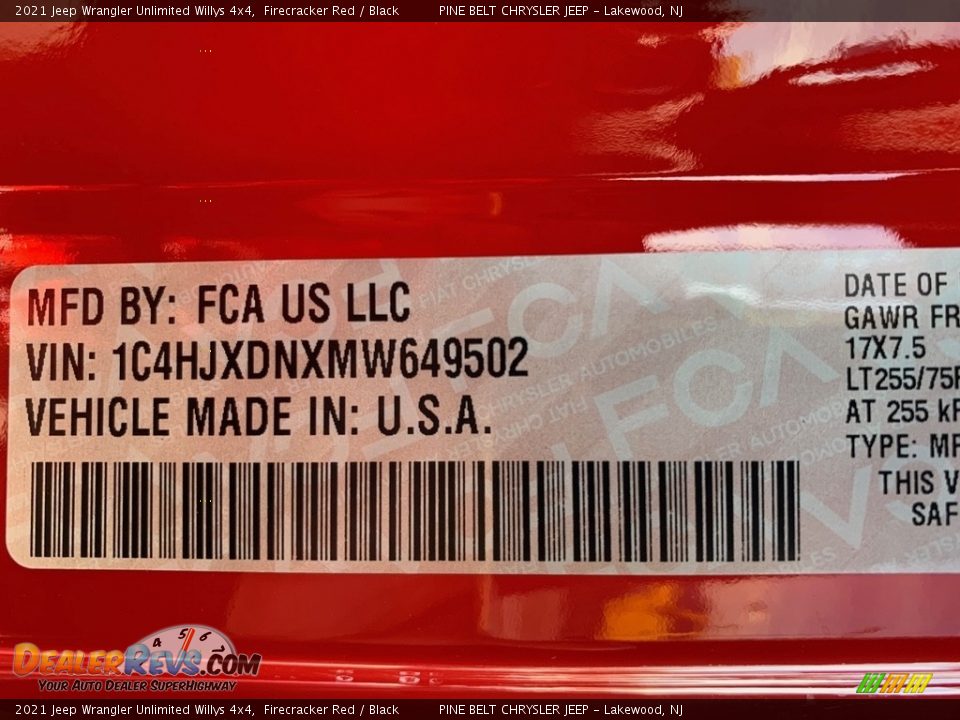 2021 Jeep Wrangler Unlimited Willys 4x4,  Firecracker Red / Black PINE BELT CHRYSLER JEEP – Lakewood, NJ
MFD BY: FCA US LLC
VIN: 1C4HJXDNXMW649502
VEHICLE MADE IN: U.S.A.
DATE OF
GAWR FR
17X7.5
LT255/75R
AT 255 kP
TYPE: MP
THIS V
SAF
4 5 6
DEALERREVS.COM
YOUR AUTO DEALER SUPERHIGHWAY
2021 Jeep Wrangler Unlimited Willys 4x4,  Firecracker Red / Black PINE BELT CHRYSLER JEEP – Lakewood, NJ